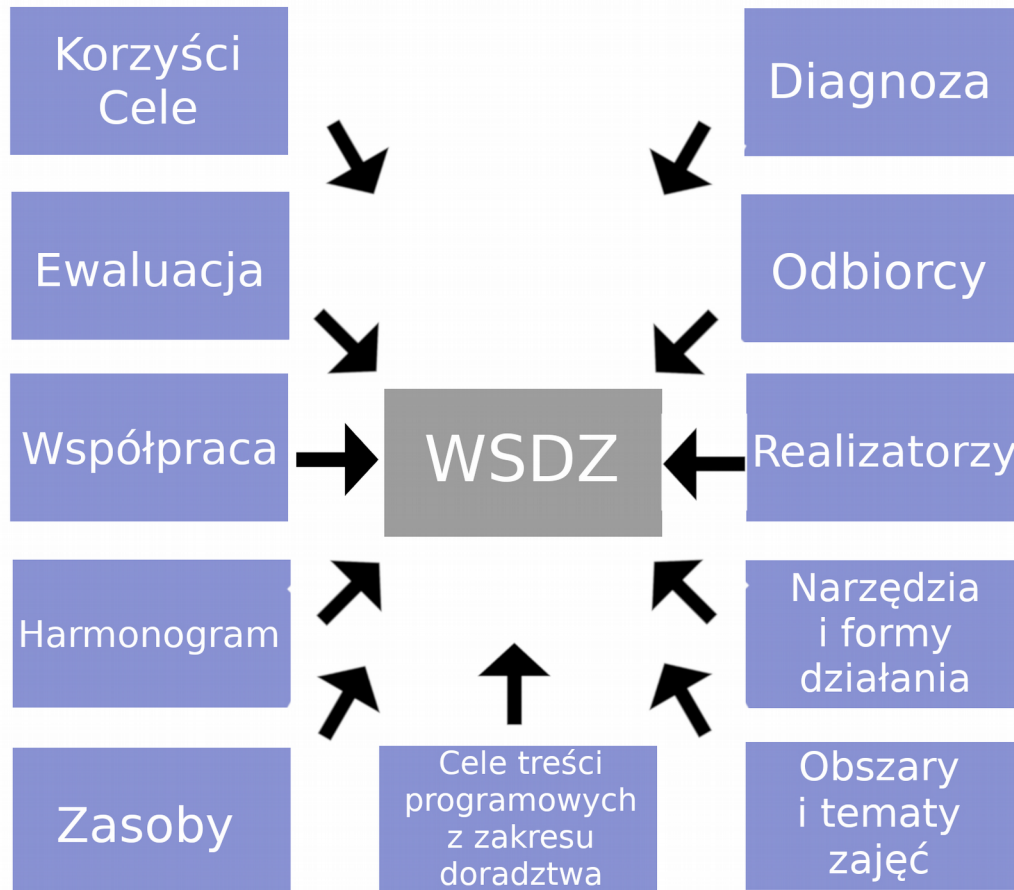 Korzyści
Cele
Diagnoza
Ewaluacja
Odbiorcy
Współpraca
WSDZ
Realizatorzy
Harmonogram
Narzędzia
i formy
działania
Zasoby
Cele treści
programowych
z zakresu
doradztwa
Obszary
i tematy
zajęć